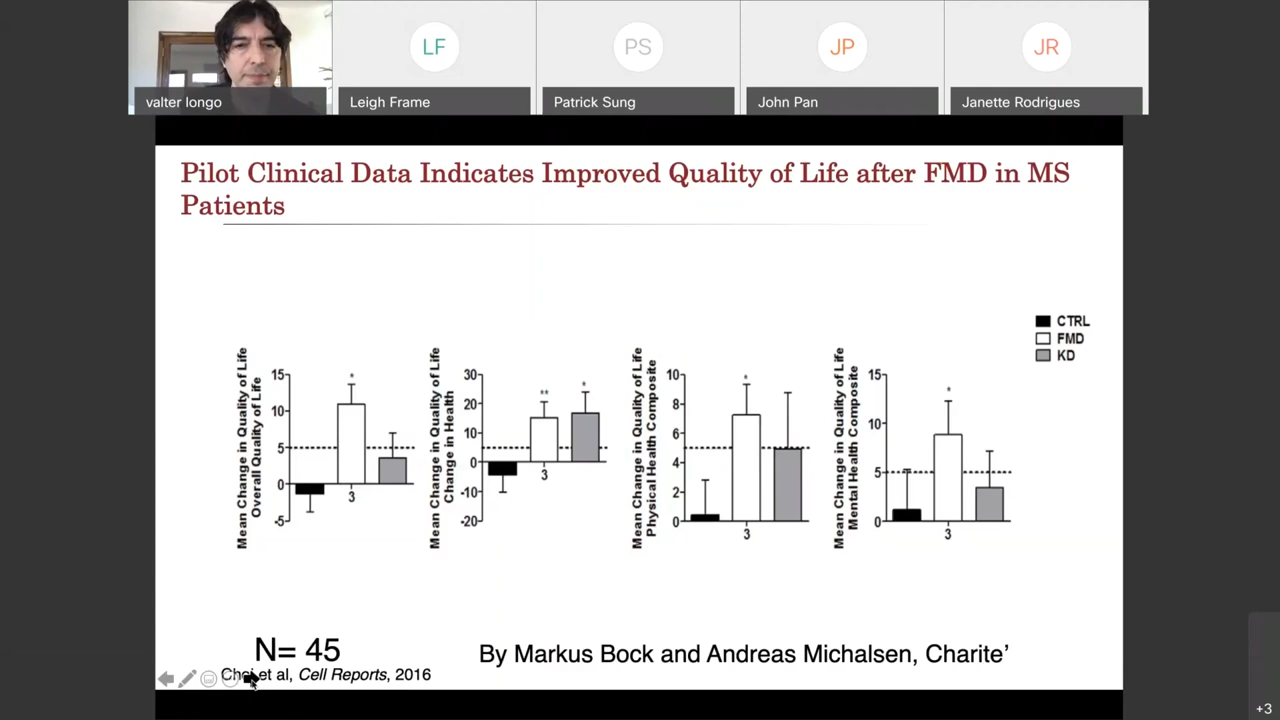 LF
PS
JP
JR
valter longo
Leigh Frame
Patrick Sung
John Pan
Janette Rodrigues
Pilot Clinical Data Indicates Improved Quality of Life after FMD in MS
Patients
CTRL
FMD
KD
Mean Change in Quality of Life
Overall Quality of Life
15
10
5
0
-5
*
3
Mean Change in Quality of Life
Change in Health
30
20
10
0
-10
-20
**
*
3
Mean Change in Quality of Life
Physical Health Composite
10
8
6
4
2
0
*
3
Mean Change in Quality of Life
Mental Health Composite
15
10
5
0
*
3
N= 45
By Markus Bock and Andreas Michalsen, Charite’
Choi et al, Cell Reports, 2016
+3